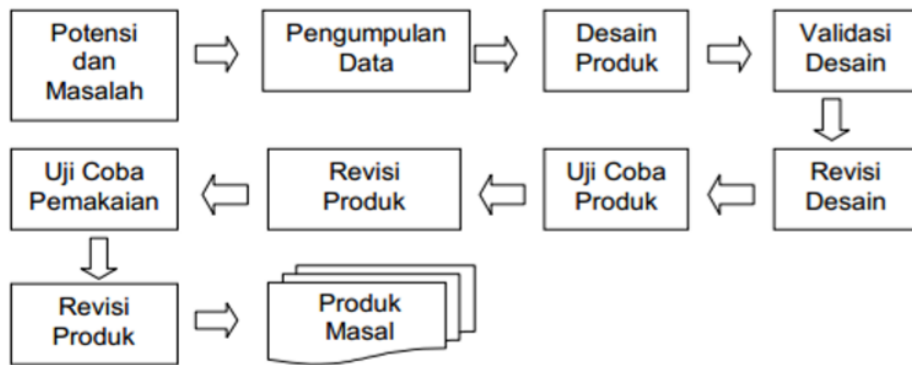 Potensi
dan
Masalah
Pengumpulan
Data
Desain
Produk
Validasi
Desain
Uji Coba
Pemakaian
Revisi
Produk
Uji Coba
Produk
Revisi
Desain
Revisi
Produk
Produk
Masal